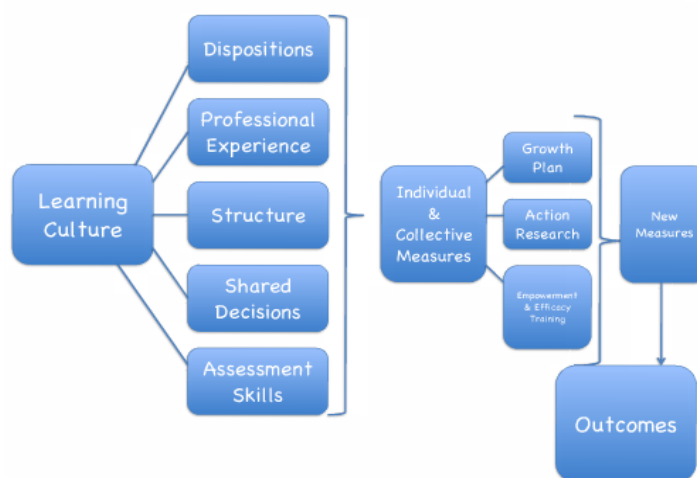 Dispositions
Professional
Experience
Learning
Culture
Structure
Shared
Decisions
Assessment
Skills
Individual
&
Collective
Measures
Growth
Plan
Action
Research
Empowerment
& Efficacy
Training
New
Measures
Outcomes